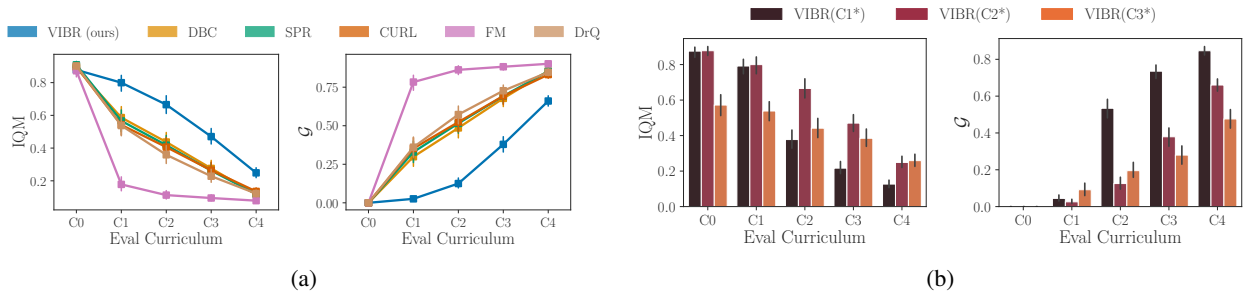 VIBR (ours) DBC SPR CURL FM DrQ
IQM
0.8
0.6
0.4
0.2
C0 C1 C2 C3 C4
Eval Curriculum
𝒢
0.75
0.50
0.25
0.00
C0 C1 C2 C3 C4
Eval Curriculum
(a)
VIBR(C1*) VIBR(C2*) VIBR(C3*)
IQM
0.8
0.6
0.4
0.2
0.0
C0 C1 C2 C3 C4
Eval Curriculum
𝒢
0.8
0.6
0.4
0.2
0.0
C0 C1 C2 C3 C4
Eval Curriculum
(b)